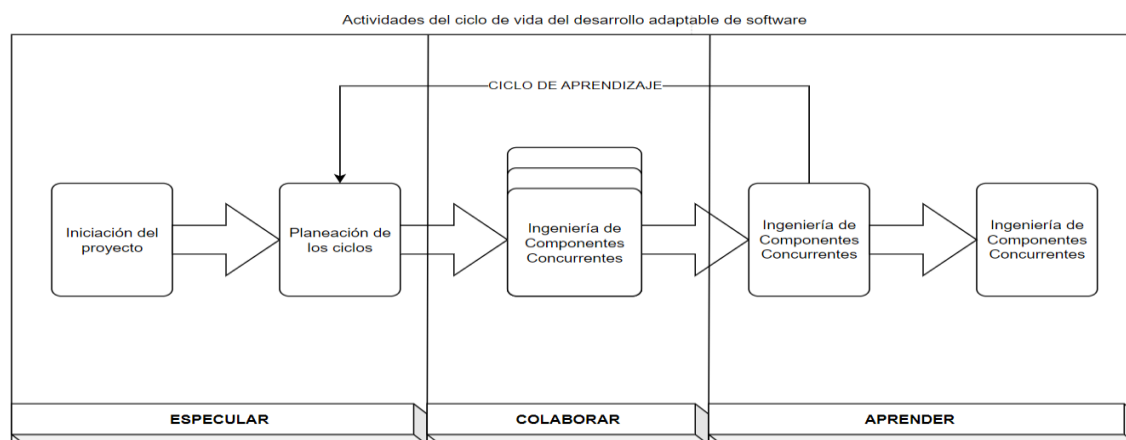 Actividades del ciclo de vida del desarrollo adaptable de software
CICLO DE APRENDIZAJE
Iniciación del
proyecto
Planeación de
los ciclos
Ingeniería de
Componentes
Concurrentes
Ingeniería de
Componentes
Concurrentes
Ingeniería de
Componentes
Concurrentes
ESPECULAR
COLABORAR
APRENDER